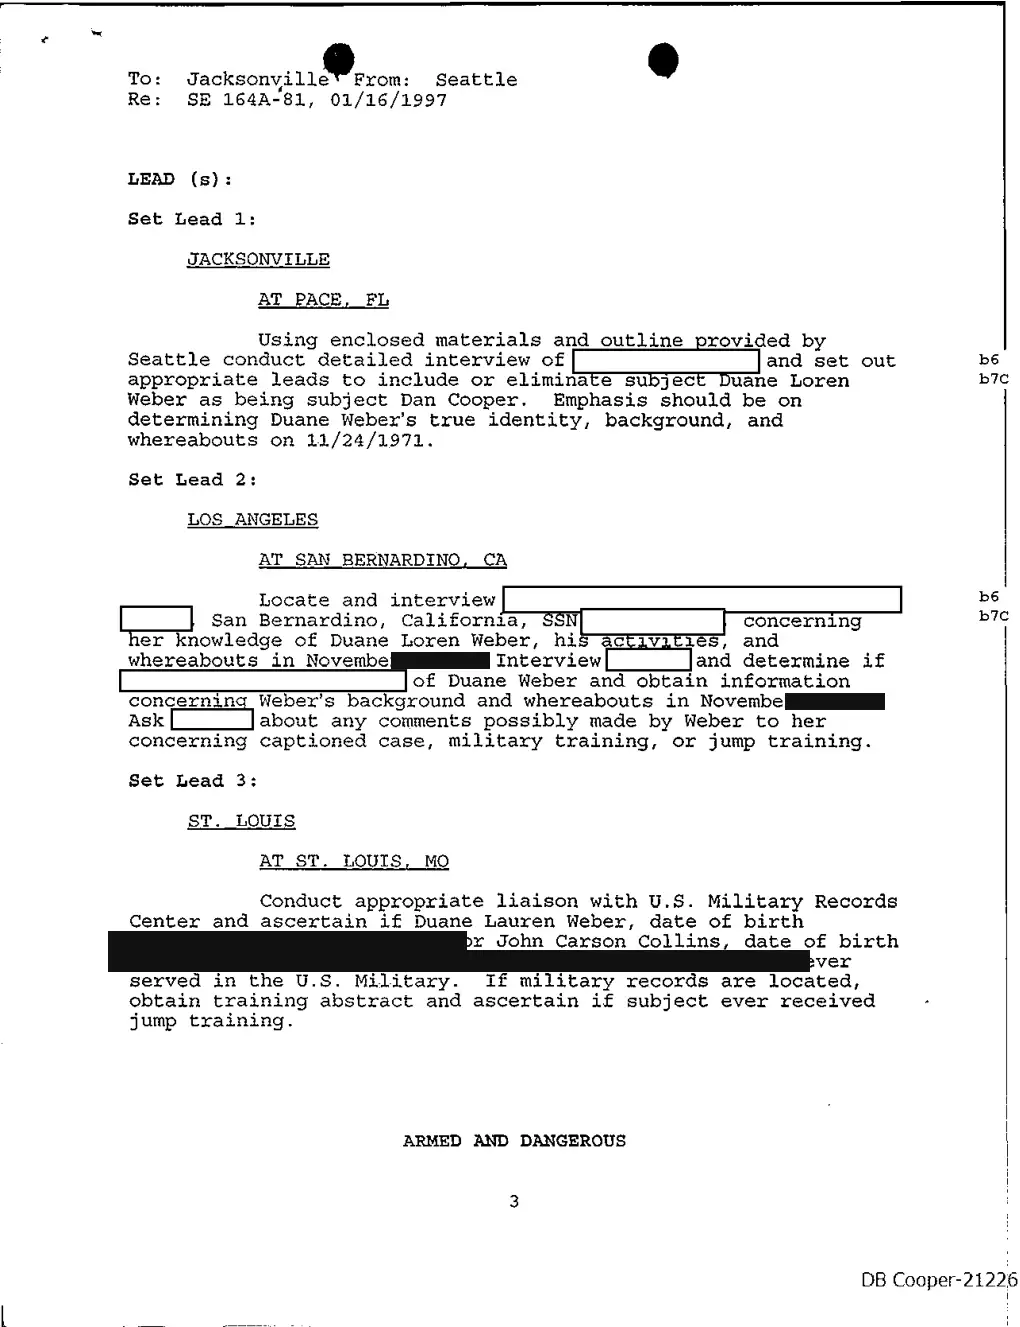 To: Jacksonville From: Seattle
Re: SE 164A-81, 01/16/1997
LEAD (s):
Set Lead 1:
JACKSONVILLE
AT PACE, FL
Using enclosed materials and outline provided by
Seattle conduct detailed interview of and set out b6
appropriate leads to include or eliminate subject Duane Loren b7C
Weber as being subject Dan Cooper. Emphasis should be on
determining Duane Weber's true identity, background, and
whereabouts on 11/24/1971.
Set Lead 2:
LOS ANGELES
AT SAN BERNARDINO, CA
Locate and interview b6
, San Bernardino, California, SSN , concerning b7C
her knowledge of Duane Loren Weber, his activities, and
whereabouts in Novembe Interview and determine if
of Duane Weber and obtain information
concerning Weber's background and whereabouts in Novembe
Ask about any comments possibly made by Weber to her
concerning captioned case, military training, or jump training.
Set Lead 3:
ST. LOUIS
AT ST. LOUIS, MO
Conduct appropriate liaison with U.S. Military Records
Center and ascertain if Duane Lauren Weber, date of birth
or John Carson Collins, date of birth
ever
served in the U.S. Military. If military records are located,
obtain training abstract and ascertain if subject ever received
jump training.
ARMED AND DANGEROUS
3
DB Cooper-21226